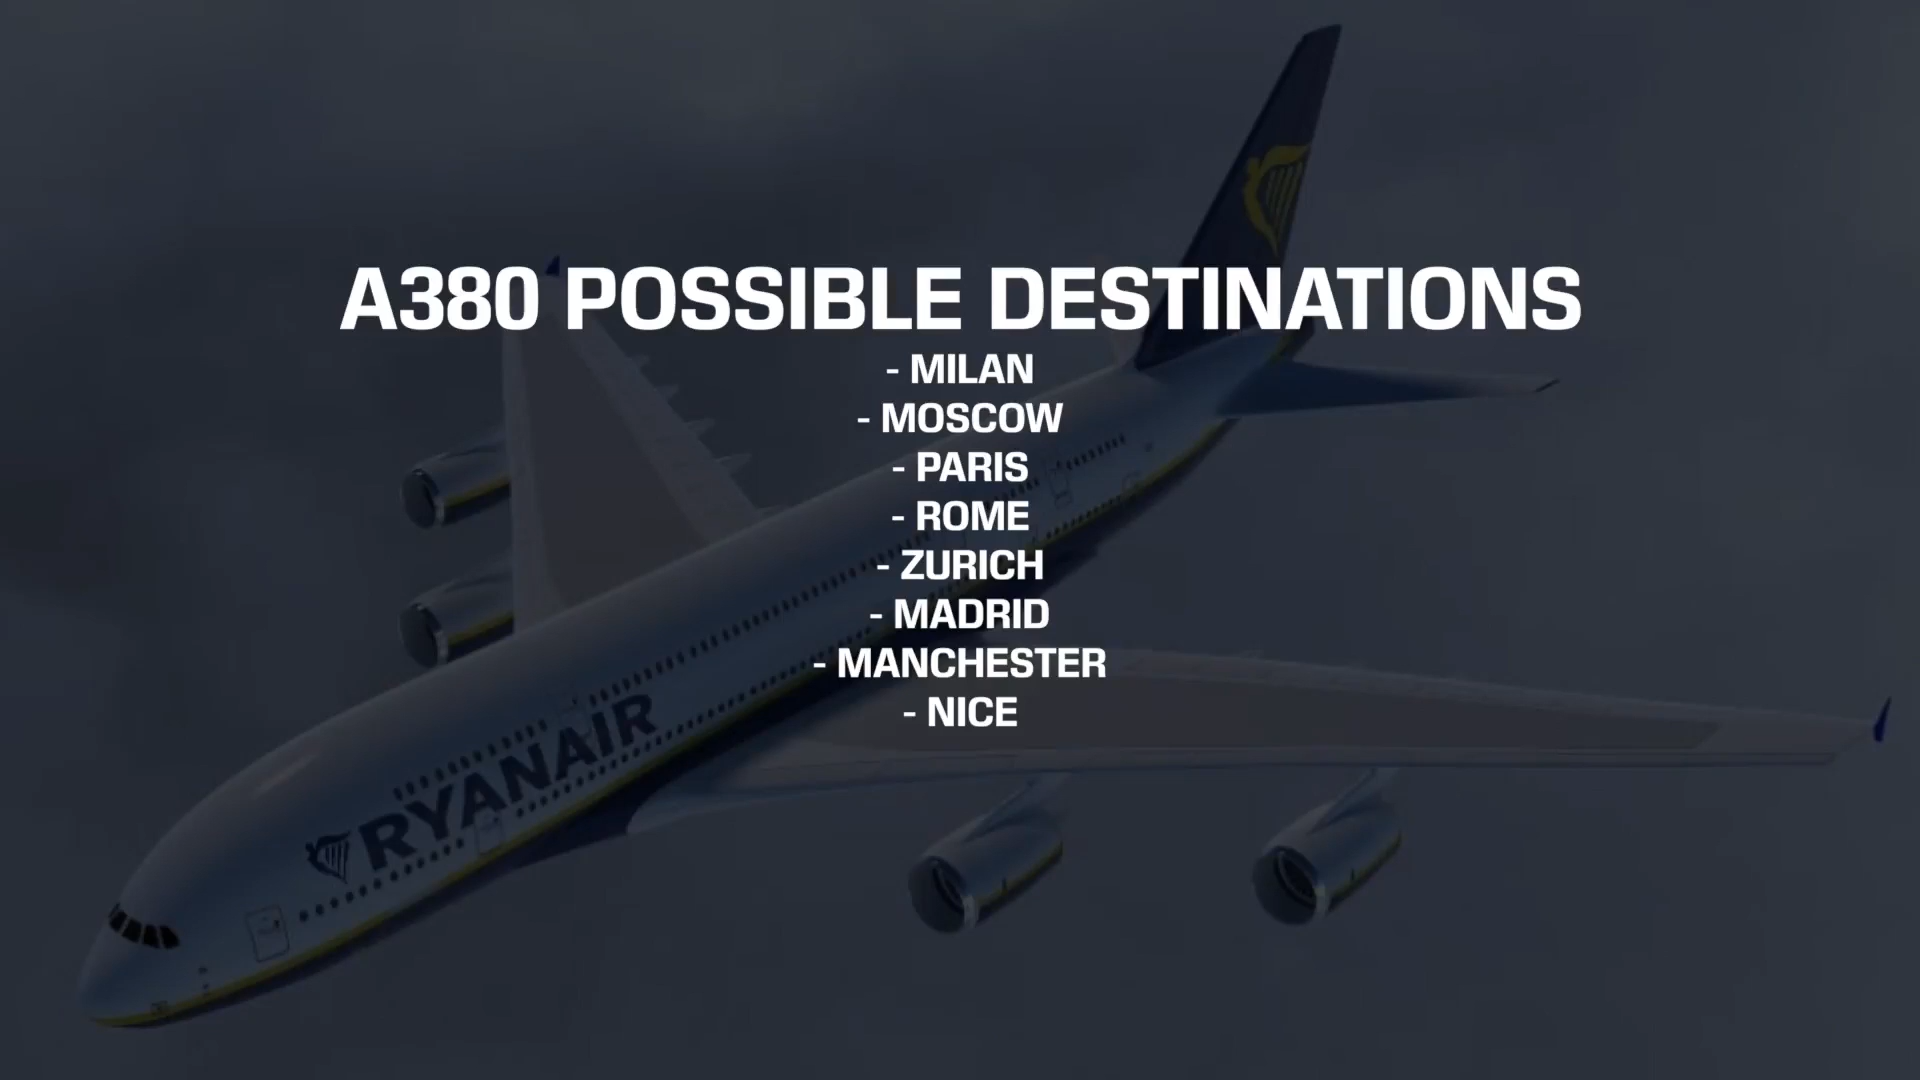 A380 POSSIBLE DESTINATIONS
- MILAN
- MOSCOW
- PARIS
- ROME
- ZURICH
- MADRID
- MANCHESTER
- NICE
RYANAIR